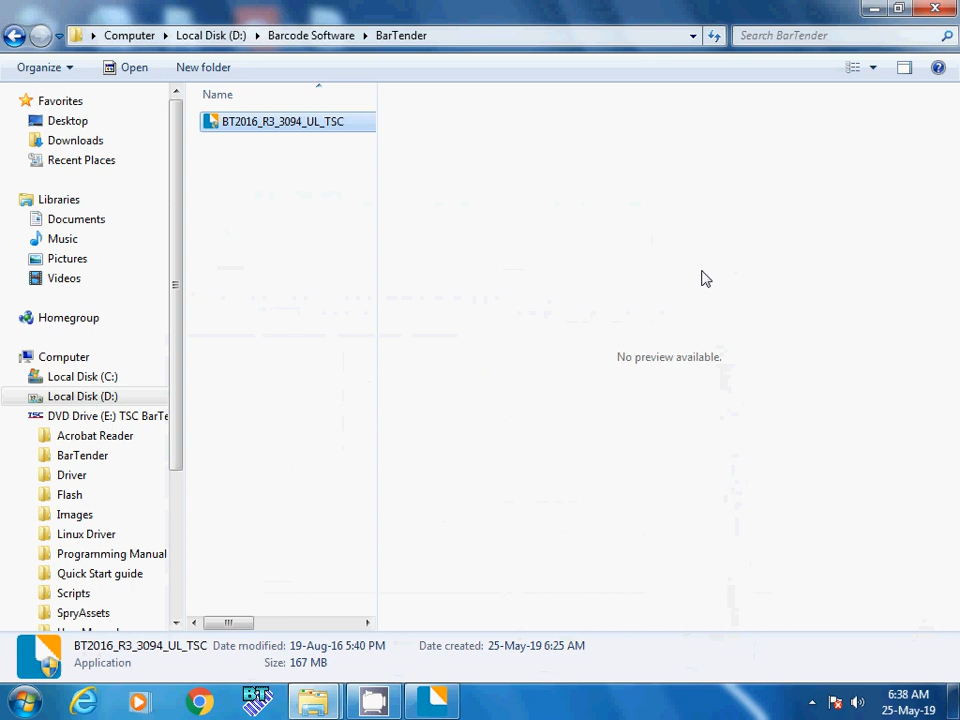 Computer Local Disk (D:) Barcode Software BarTender
Search BarTender
Organize Open New folder
Name
BT2016_R3_3094_UL_TSC
Favorites
Desktop
Downloads
Recent Places
Libraries
Documents
Music
Pictures
Videos
Homegroup
Computer
Local Disk (C:)
Local Disk (D:)
TSC DVD Drive (E:) TSC BarTe
Acrobat Reader
BarTender
Driver
Flash
Images
Linux Driver
Programming Manual
Quick Start guide
Scripts
SpryAssets
No preview available.
BT2016_R3_3094_UL_TSC Date modified: 19-Aug-16 5:40 PM Date created: 25-May-19 6:25 AM
Application Size: 167 MB
BT
6:38 AM
25-May-19